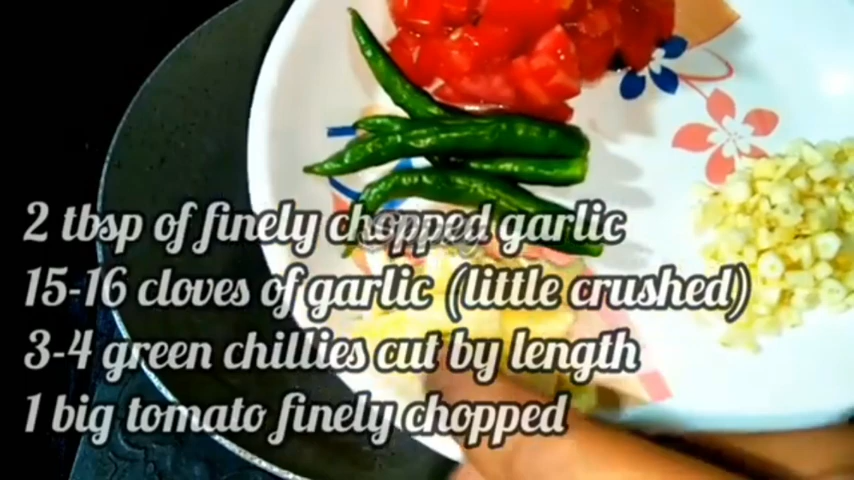 2 tbsp of finely chopped garlic
15-16 cloves of garlic (little crushed)
3-4 green chillies cut by length
1 big tomato finely chopped